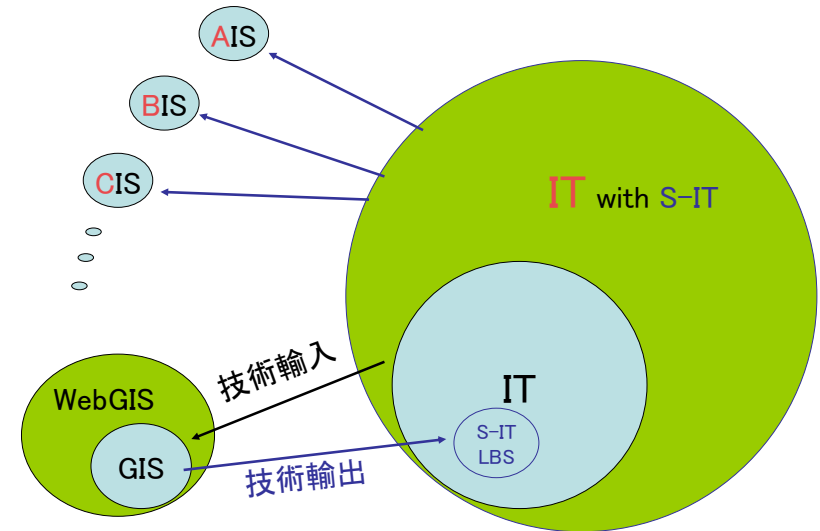 AIS
BIS
CIS
IT with S-IT
技術輸入
WebGIS
IT
S-IT
LBS
GIS
技術輸出